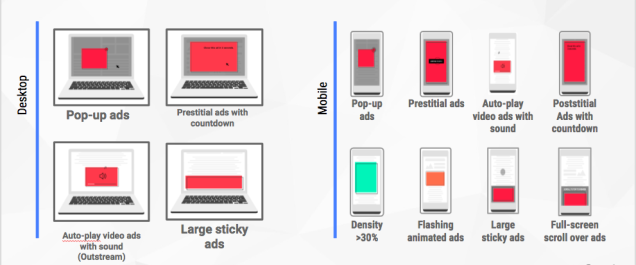 Desktop
Pop-up ads
Prestitial ads with
countdown
Auto-play video ads
with sound
(Outstream)
Large sticky
ads
Mobile
Pop-up
ads
Prestitial ads
Auto-play
video ads with
sound
Poststitial
Ads with
countdown
Density
>30%
Flashing
animated ads
Large
sticky ads
Full-screen
scroll over ads